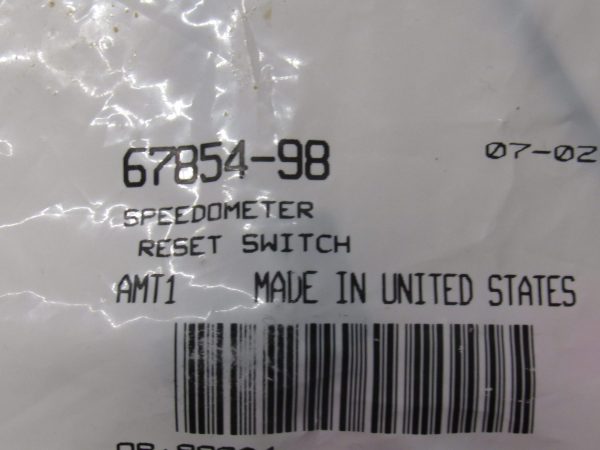 67854-98 07-02
SPEEDOMETER
RESET SWITCH
AMT1 MADE IN UNITED STATES